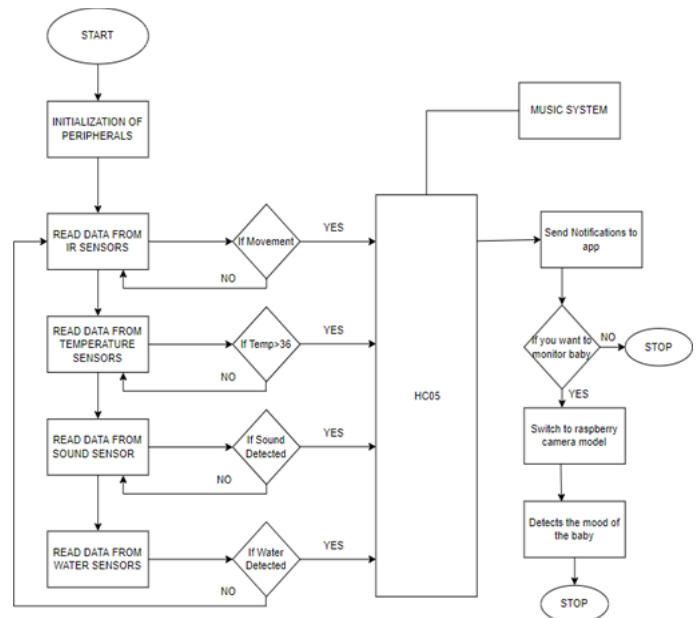 START
INITIALIZATION OF
PERIPHERALS
MUSIC SYSTEM
READ DATA FROM
IR SENSORS
If Movement
YES
NO
Send Notifications to
app
READ DATA FROM
TEMPERATURE
SENSORS
If Temp>36
YES
NO
HC05
If you want to
monitor baby
NO
STOP
YES
READ DATA FROM
SOUND SENSOR
If Sound
Detected
YES
NO
Switch to raspberry
camera model
READ DATA FROM
WATER SENSORS
If Water
Detected
YES
NO
Detects the mood of
the baby
STOP